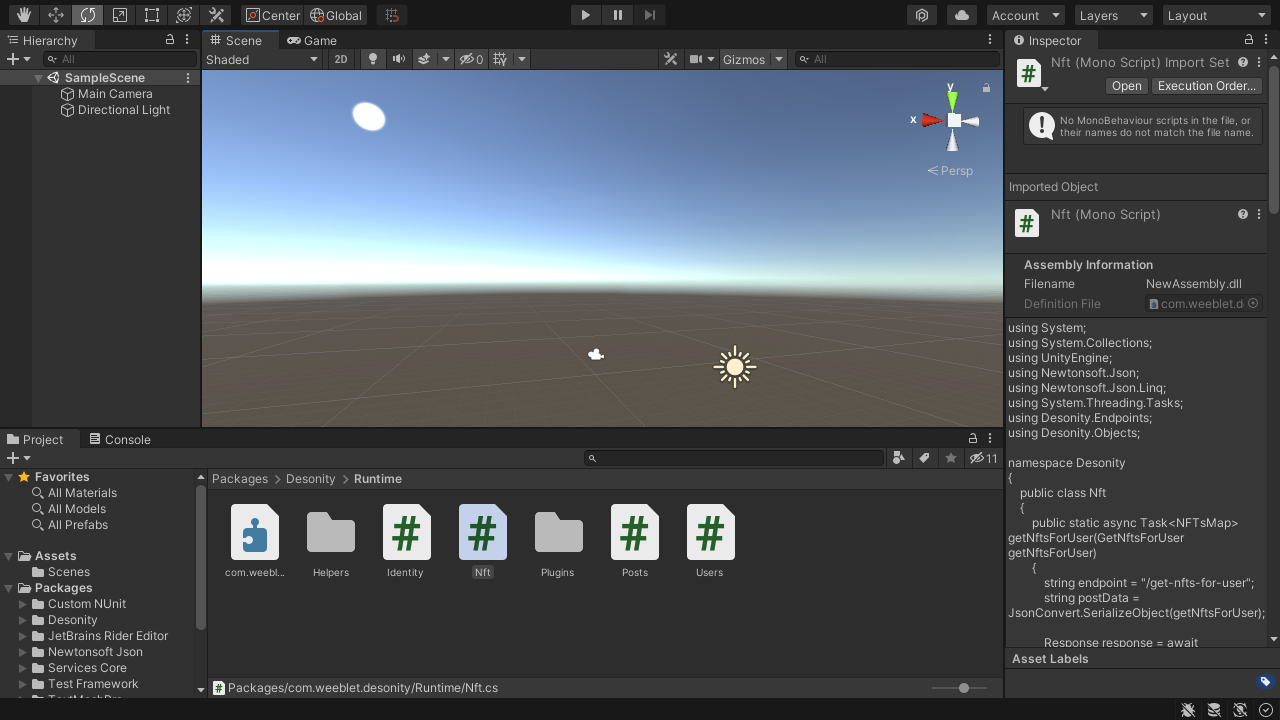 Center
Global
Account
Layers
Layout
Hierarchy
All
SampleScene
Main Camera
Directional Light
Scene
Game
Shaded
2D
0
Gizmos
All
y
x
Persp
Inspector
Nft (Mono Script) Import Set
Open
Execution Order...
No MonoBehaviour scripts in the file, or
their names do not match the file name.
Imported Object
Nft (Mono Script)
Assembly Information
Filename
NewAssembly.dll
Definition File
com.weeblet.d
using System;
using System.Collections;
using UnityEngine;
using Newtonsoft.Json;
using Newtonsoft.Json.Linq;
using System.Threading.Tasks;
using Desonity.Endpoints;
using Desonity.Objects;
namespace Desonity
{
public class Nft
{
public static async Task<NFTsMap>
getNftsForUser(GetNftsForUser
getNftsForUser)
{
string endpoint = "/get-nfts-for-user";
string postData =
JsonConvert.SerializeObject(getNftsForUser);
Response response = await
Asset Labels
Project
Console
11
Favorites
All Materials
All Models
All Prefabs
Assets
Scenes
Packages
Custom NUnit
Desonity
JetBrains Rider Editor
Newtonsoft Json
Services Core
Test Framework
TextMeshPro
Packages > Desonity > Runtime
com.weebl...
Helpers
Identity
Nft
Plugins
Posts
Users
Packages/com.weeblet.desonity/Runtime/Nft.cs